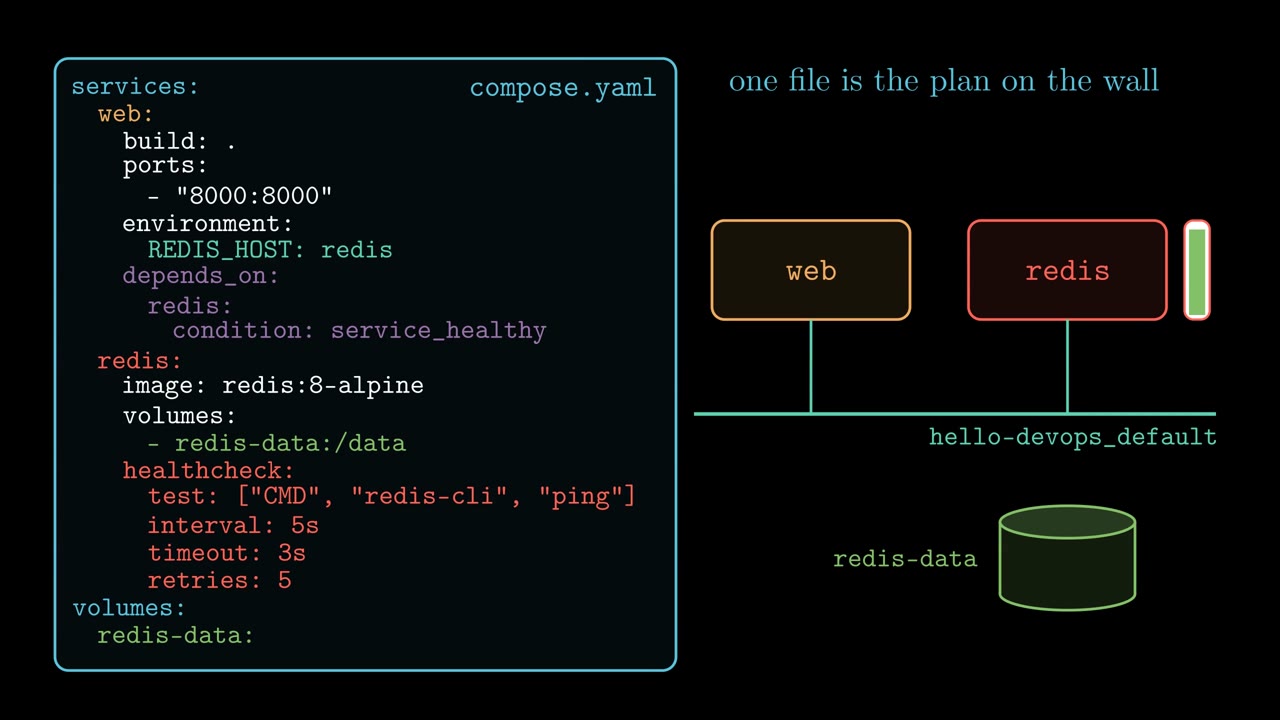 services:
compose.yaml
web:
build: .
ports:
- "8000:8000"
environment:
REDIS_HOST: redis
depends_on:
redis:
condition: service_healthy
redis:
image: redis:8-alpine
volumes:
- redis-data:/data
healthcheck:
test: ["CMD", "redis-cli", "ping"]
interval: 5s
timeout: 3s
retries: 5
volumes:
redis-data:
one file is the plan on the wall
web
redis
hello-devops_default
redis-data